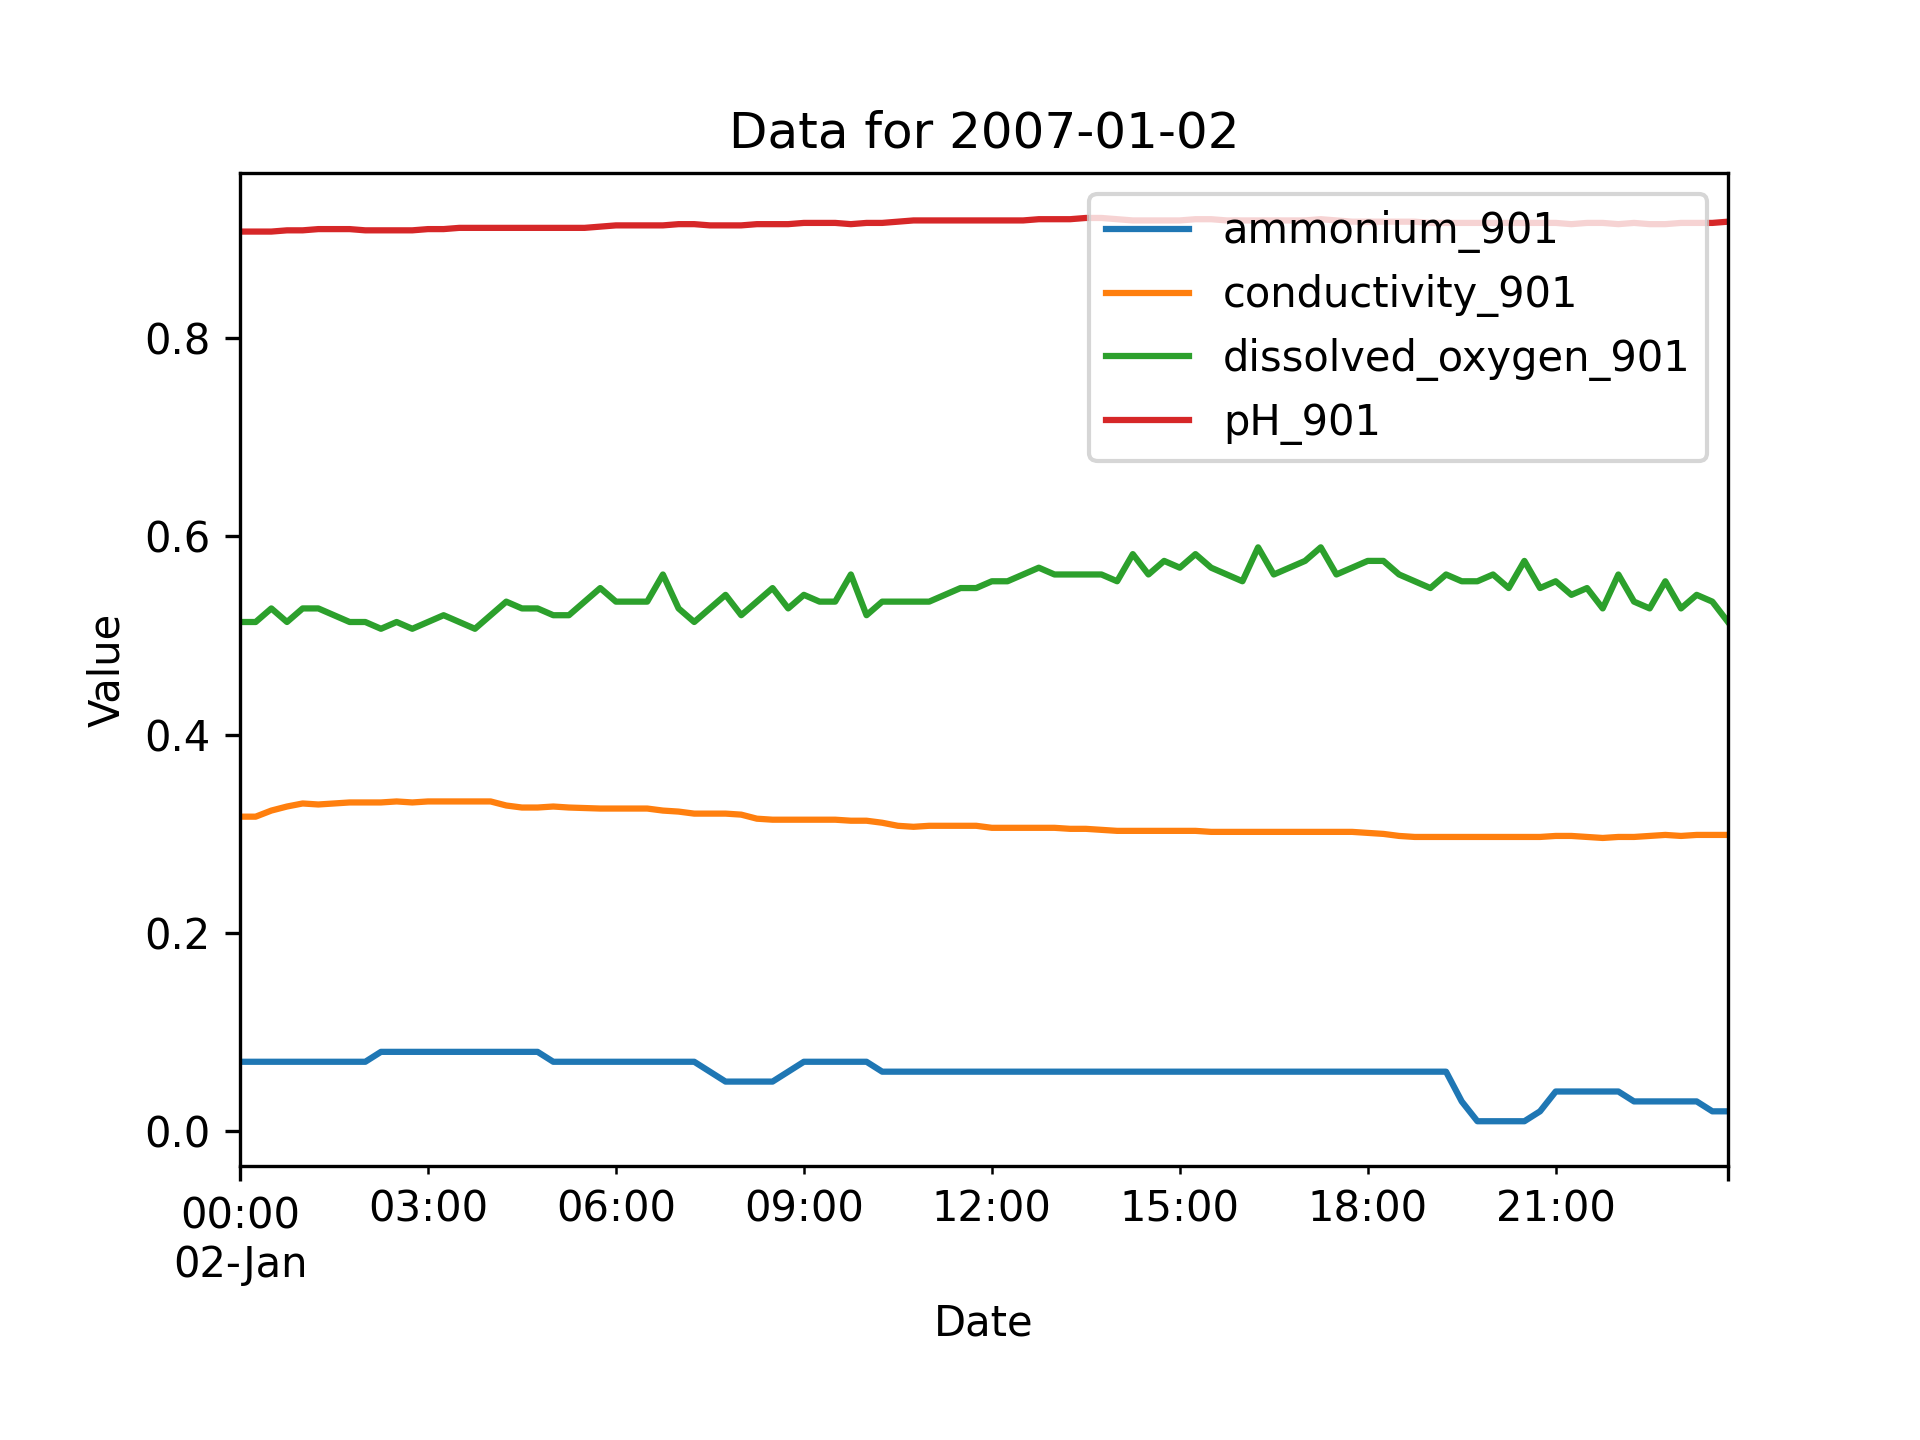 Data for 2007-01-02
ammonium_901
conductivity_901
dissolved_oxygen_901
pH_901
Value
0.8
0.6
0.4
0.2
0.0
00:00 03:00 06:00 09:00 12:00 15:00 18:00 21:00
02-Jan
Date